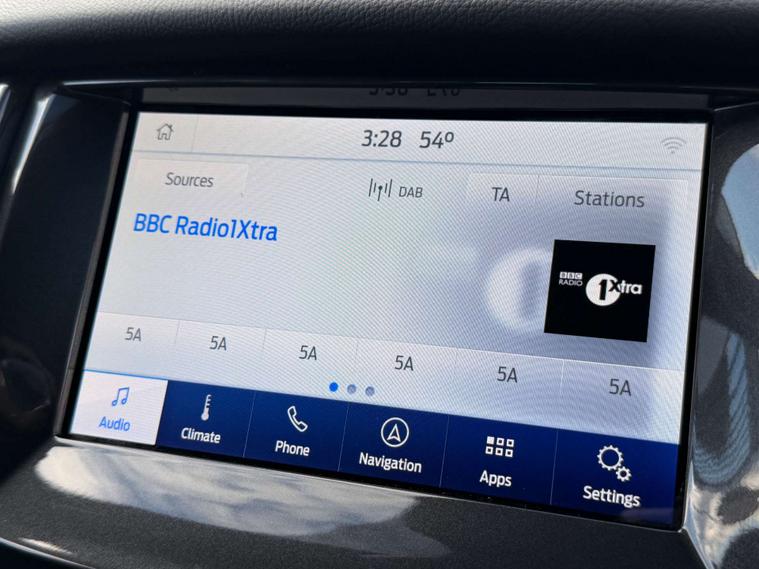 3:28 54º
Sources
DAB
TA
Stations
BBC Radio1Xtra
BBC
RADIO
1Xtra
5A 5A 5A 5A 5A 5A
Audio
Climate
Phone
Navigation
Apps
Settings